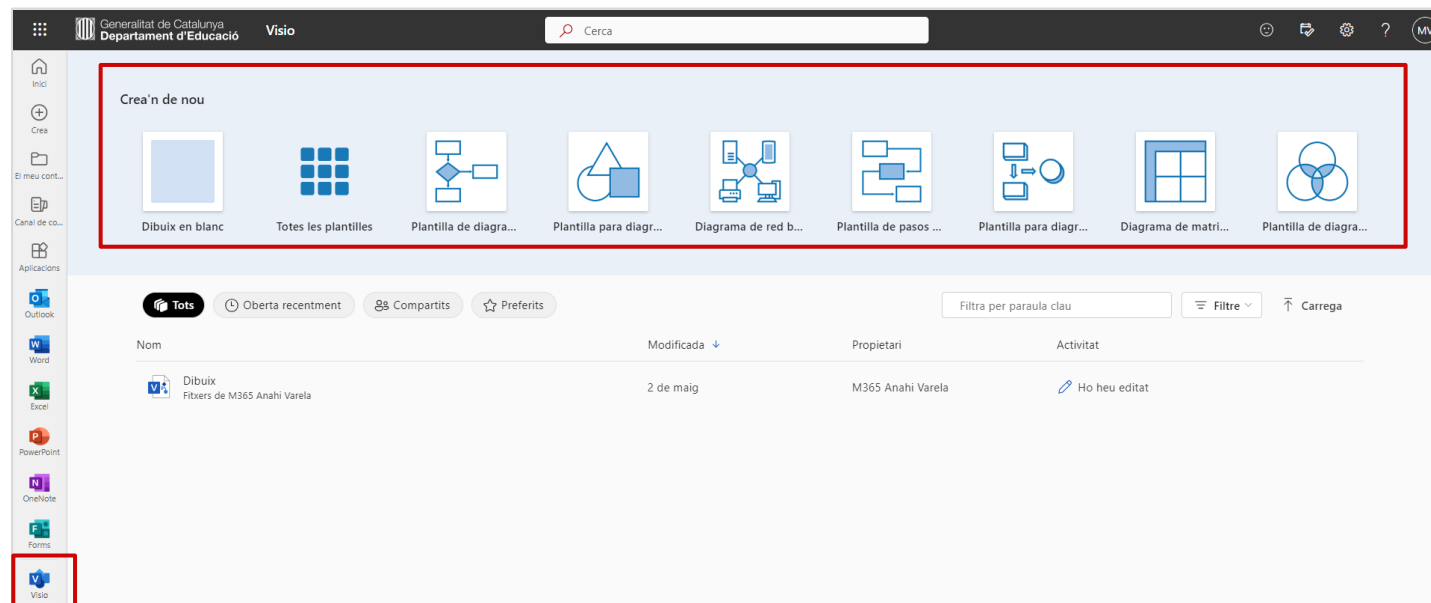 Generalitat de Catalunya
Departament d'Educació
Visio
Cerca
?
MV
Inici
Crea
El meu cont...
Canal de co...
Aplicacions
Outlook
Word
Excel
PowerPoint
OneNote
Forms
Visio
Crea'n de nou
Dibuix en blanc
Totes les plantilles
Plantilla de diagra...
Plantilla para diagr...
Diagrama de red b...
Plantilla de pasos ...
Plantilla para diagr...
Diagrama de matri...
Plantilla de diagra...
Tots
Oberta recentment
Compartits
Preferits
Filtra per paraula clau
Filtre
Carrega
Nom
Modificada
Propietari
Activitat
Dibuix
Fitxers de M365 Anahi Varela
2 de maig
M365 Anahi Varela
Ho heu editat